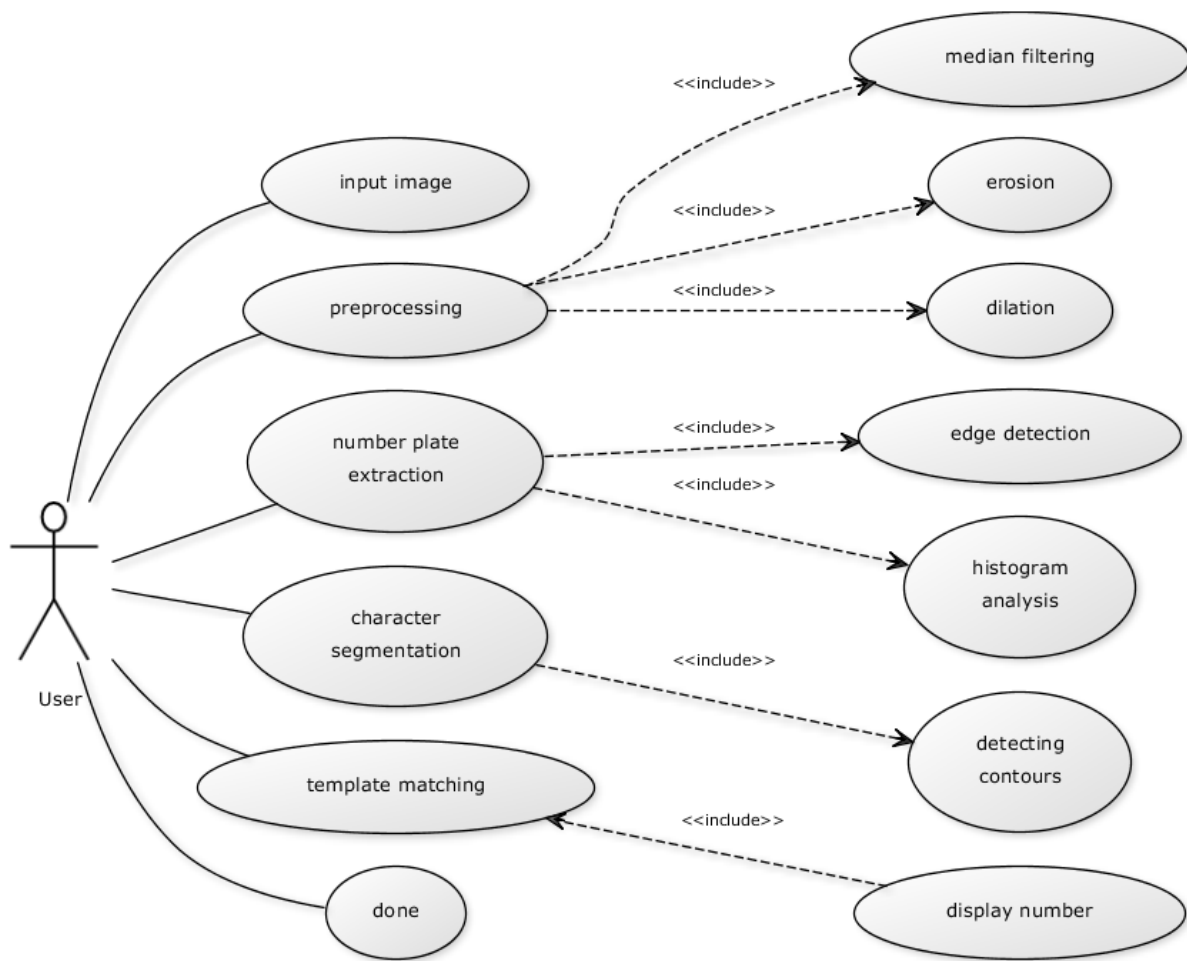 median filtering
<<include>>
input image
erosion
<<include>>
preprocessing
<<include>>
dilation
number plate
extraction
<<include>>
edge detection
<<include>>
histogram
analysis
character
segmentation
<<include>>
User
detecting
contours
template matching
<<include>>
done
display number